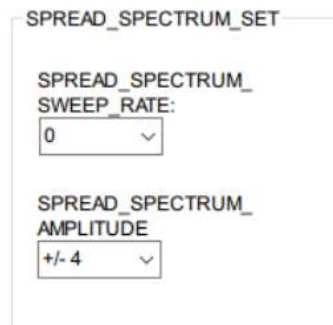 SPREAD_SPECTRUM_SET
SPREAD_SPECTRUM_
SWEEP_RATE:
0
SPREAD_SPECTRUM_
AMPLITUDE
+/- 4